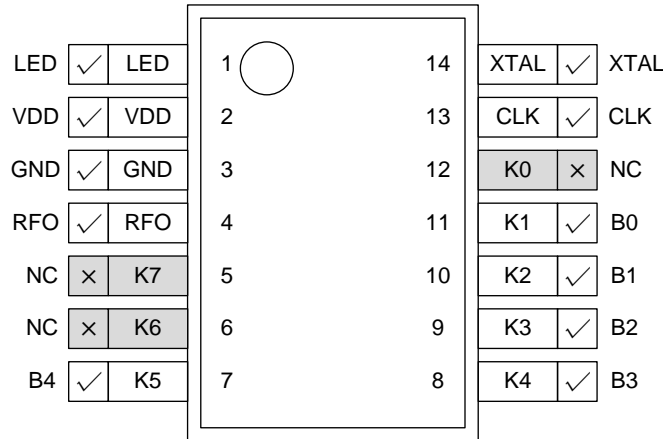 LED ✓ LED 1 14 XTAL ✓ XTAL
VDD ✓ VDD 2 13 CLK ✓ CLK
GND ✓ GND 3 12 K0 × NC
RFO ✓ RFO 4 11 K1 ✓ B0
NC × K7 5 10 K2 ✓ B1
NC × K6 6 9 K3 ✓ B2
B4 ✓ K5 7 8 K4 ✓ B3